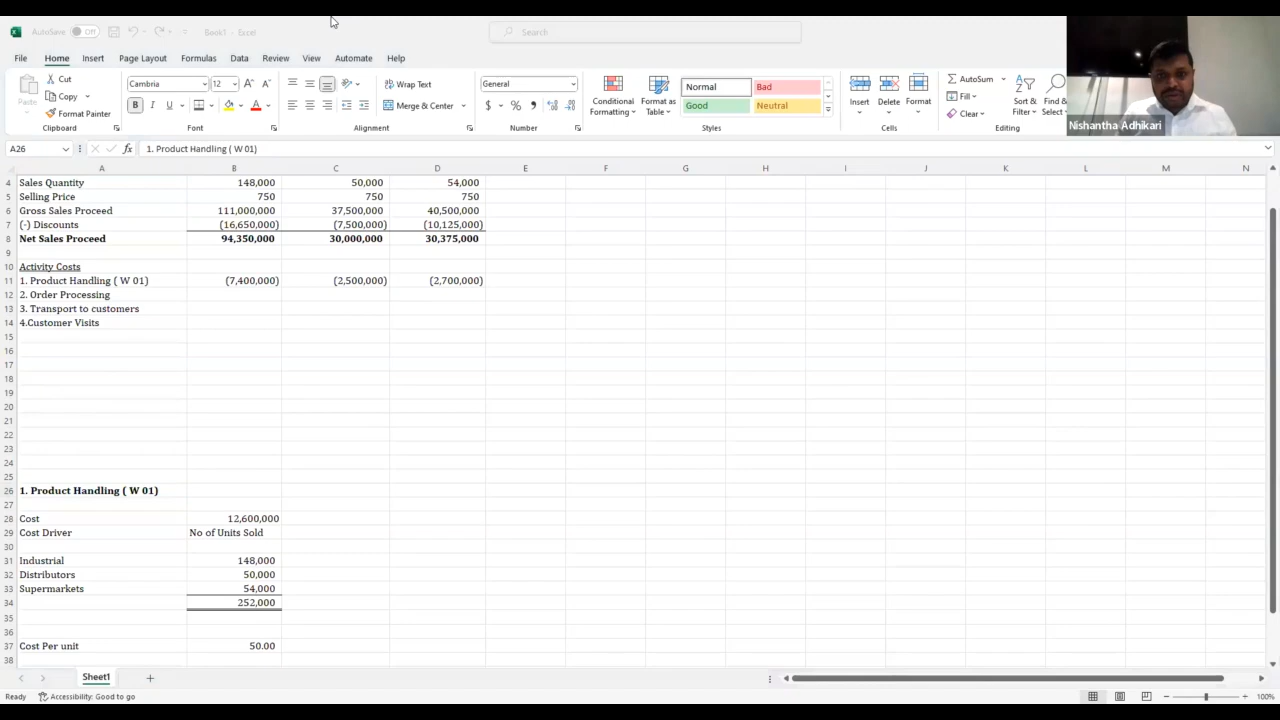 AutoSave Off Book1 - Excel Search
File Home Insert Page Layout Formulas Data Review View Automate Help
Paste Cut Copy Format Painter Clipboard
Cambria 12 B I U A Font
Wrap Text Merge & Center Alignment
General $ % , Number
Conditional Formatting Format as Table Normal Bad Good Neutral Styles
Insert Delete Format Cells
AutoSum Fill Clear Sort & Filter Find & Select Editing
Nishantha Adhikari
A26 fx 1. Product Handling ( W 01)
A B C D E F G H I J K L M N
4 Sales Quantity 148,000 50,000 54,000
5 Selling Price 750 750 750
6 Gross Sales Proceed 111,000,000 37,500,000 40,500,000
7 (-) Discounts (16,650,000) (7,500,000) (10,125,000)
8 Net Sales Proceed 94,350,000 30,000,000 30,375,000
9
10 Activity Costs
11 1. Product Handling ( W 01) (7,400,000) (2,500,000) (2,700,000)
12 2. Order Processing
13 3. Transport to customers
14 4.Customer Visits
15
16
17
18
19
20
21
22
23
24
25
26 1. Product Handling ( W 01)
27
28 Cost 12,600,000
29 Cost Driver No of Units Sold
30
31 Industrial 148,000
32 Distributors 50,000
33 Supermarkets 54,000
34 252,000
35
36
37 Cost Per unit 50.00
38
Sheet1
Ready Accessibility: Good to go 100%